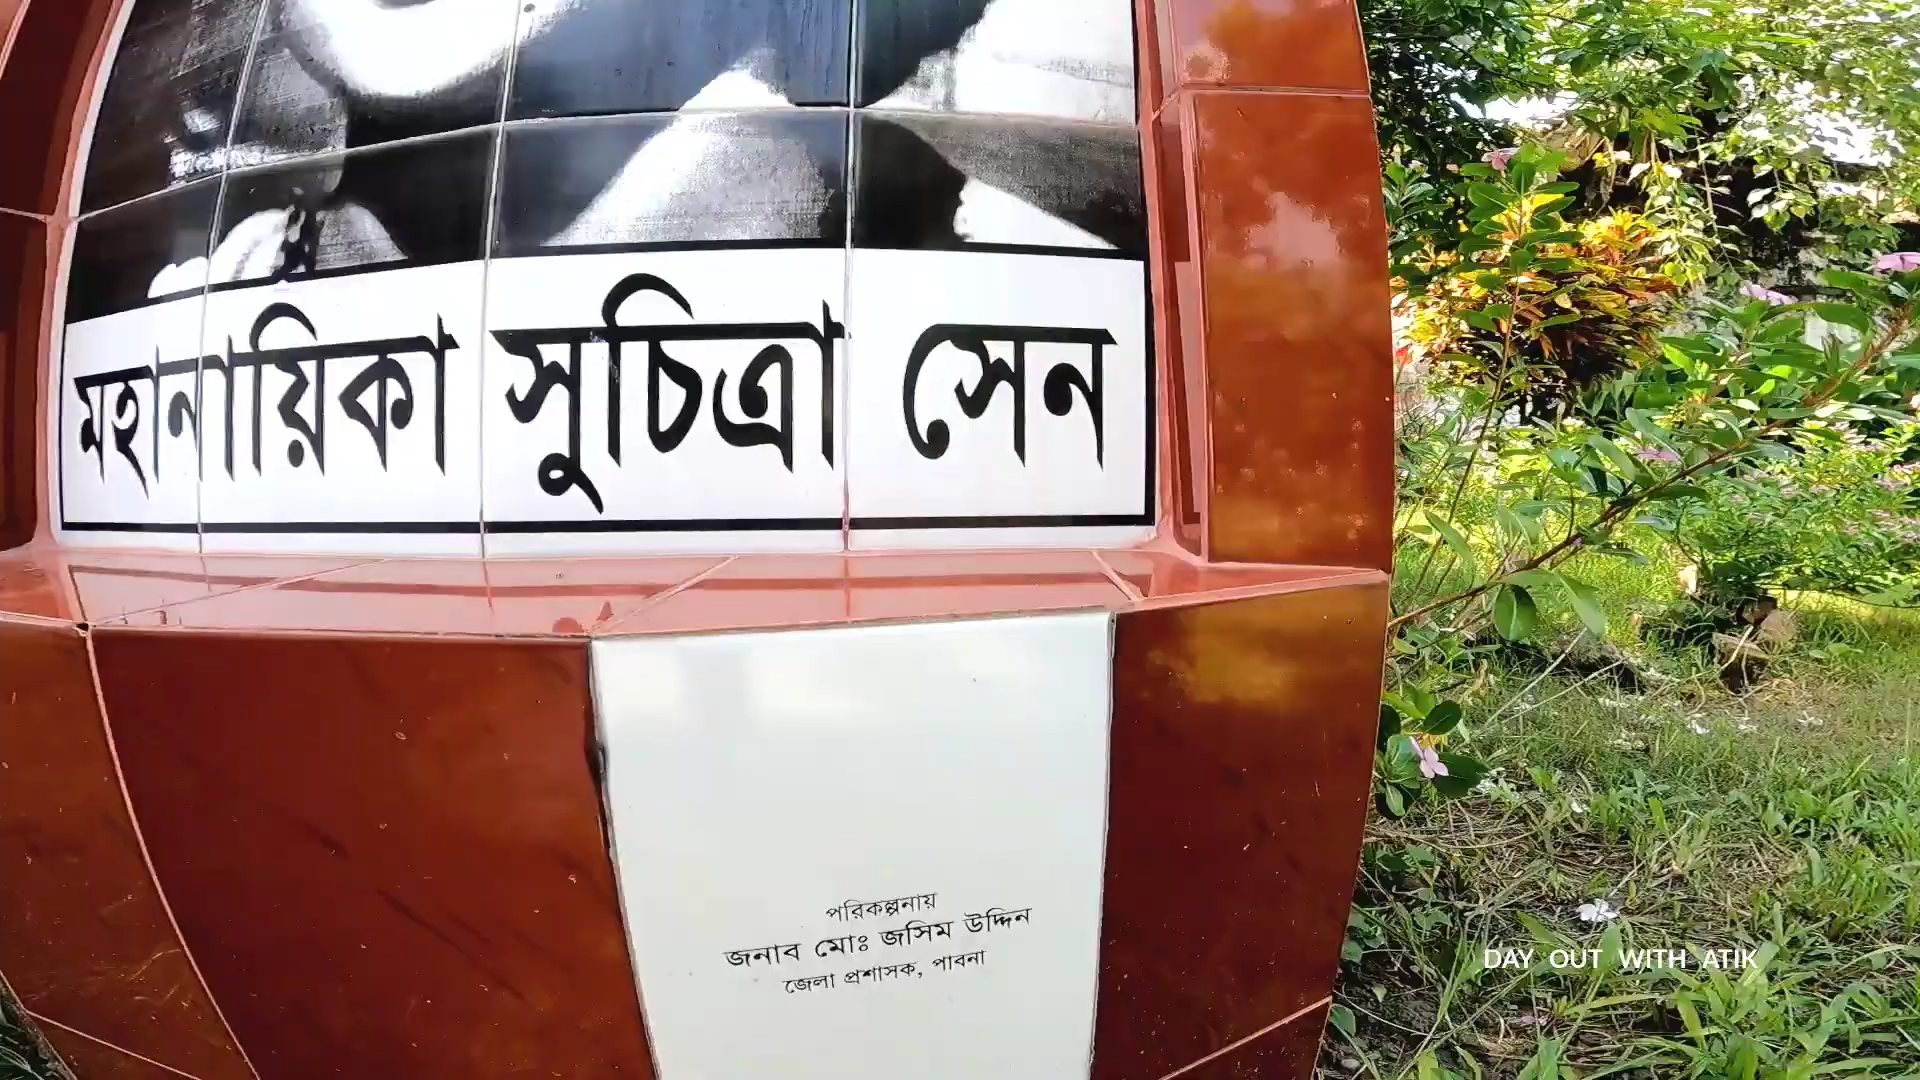 মহানায়িকা সুচিত্রা সেন
পরিকল্পনায়
জনাব মোঃ জসিম উদ্দিন
জেলা প্রশাসক, পাবনা
DAY OUT WITH ATIK